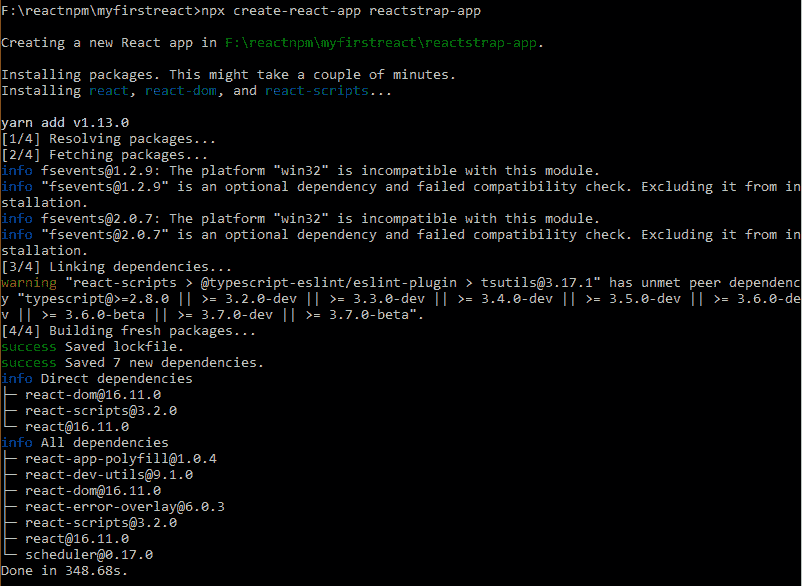 F:\reactnpm\myfirstreact>npx create-react-app reactstrap-app
Creating a new React app in F:\reactnpm\myfirstreact\reactstrap-app.
Installing packages. This might take a couple of minutes.
Installing react, react-dom, and react-scripts...
yarn add v1.13.0
[1/4] Resolving packages...
[2/4] Fetching packages...
info fsevents@1.2.9: The platform "win32" is incompatible with this module.
info "fsevents@1.2.9" is an optional dependency and failed compatibility check. Excluding it from in
stallation.
info fsevents@2.0.7: The platform "win32" is incompatible with this module.
info "fsevents@2.0.7" is an optional dependency and failed compatibility check. Excluding it from in
stallation.
[3/4] Linking dependencies...
warning "react-scripts > @typescript-eslint/eslint-plugin > tsutils@3.17.1" has unmet peer dependenc
y "typescript@>=2.8.0 || >= 3.2.0-dev || >= 3.3.0-dev || >= 3.4.0-dev || >= 3.5.0-dev || >= 3.6.0-de
v || >= 3.6.0-beta || >= 3.7.0-dev || >= 3.7.0-beta".
[4/4] Building fresh packages...
success Saved lockfile.
success Saved 7 new dependencies.
info Direct dependencies
├─ react-dom@16.11.0
├─ react-scripts@3.2.0
└─ react@16.11.0
info All dependencies
├─ react-app-polyfill@1.0.4
├─ react-dev-utils@9.1.0
├─ react-dom@16.11.0
├─ react-error-overlay@6.0.3
├─ react-scripts@3.2.0
├─ react@16.11.0
└─ scheduler@0.17.0
Done in 348.68s.